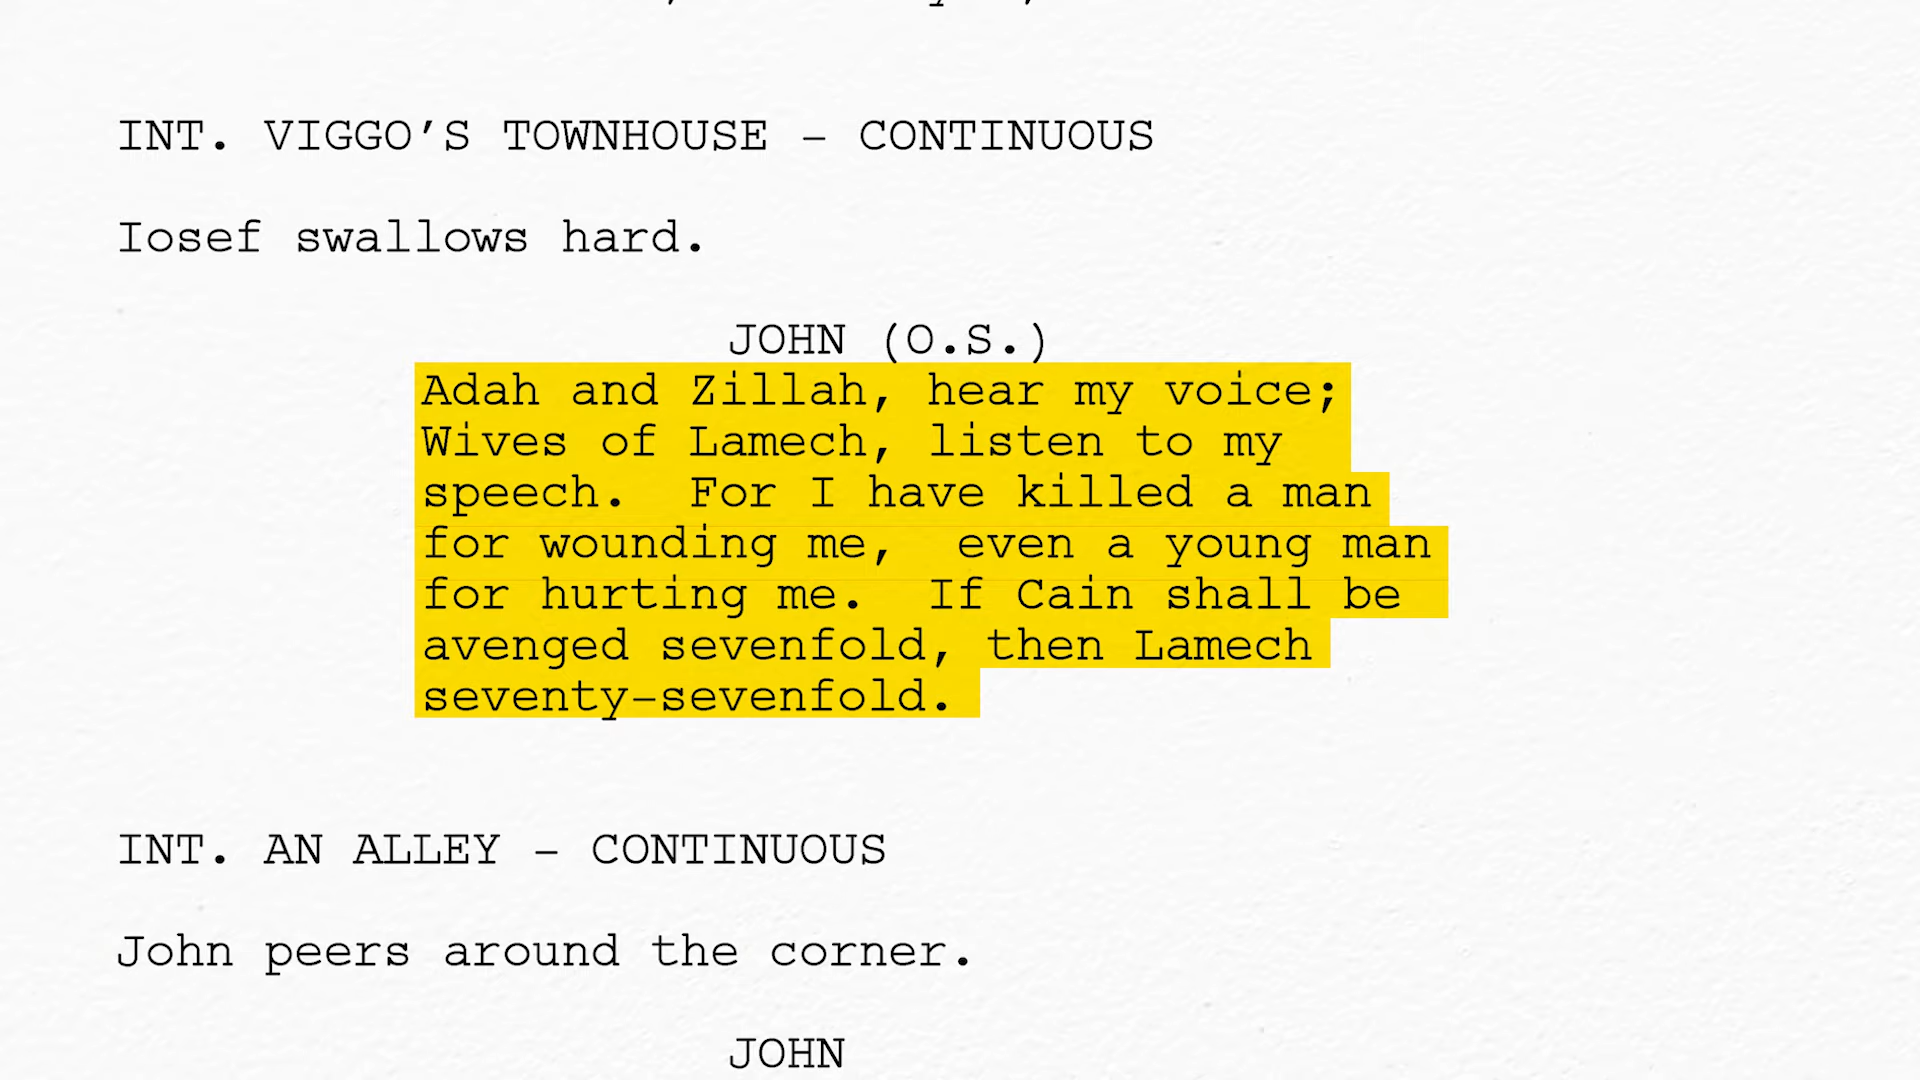 INT. VIGGO’S TOWNHOUSE – CONTINUOUS
Iosef swallows hard.
JOHN (O.S.)
Adah and Zillah, hear my voice;
Wives of Lamech, listen to my
speech.  For I have killed a man
for wounding me,  even a young man
for hurting me.  If Cain shall be
avenged sevenfold, then Lamech
seventy–sevenfold.
INT. AN ALLEY – CONTINUOUS
John peers around the corner.
JOHN